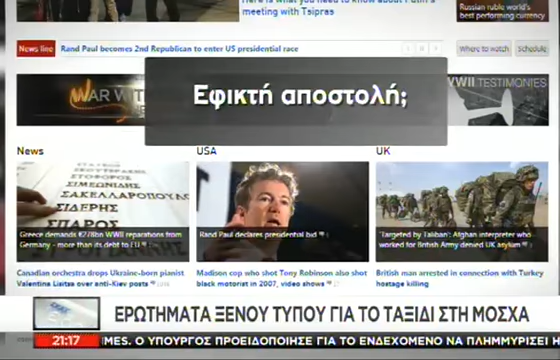 Here is what you need to know about Putin's
meeting with Tsipras
Russian ruble world's
best performing currency
News line
Rand Paul becomes 2nd Republican to enter US presidential race
Where to watch
Schedule
WAR WIT
WWII TESTIMONIES
Εφικτή αποστολή;
News
USA
UK
ΣΤΟΦΟΡΟΣ
ΣΙΜΕΩΝΙΔΗΣ
ΣΑΚΕΛΛΑΡΟΠΟΥΛΟ
ΣΙΔΕΡΗΣ
ΣΠΑΡΟΣ
Greece demands €278bn WWII reparations from
Germany - more than its debt to EU
Rand Paul declares presidential bid
'Targeted by Taliban': Afghan interpreter who
worked for British Army denied UK asylum
Canadian orchestra drops Ukraine-born pianist
Valentina Lisitsa over anti-Kiev posts
Madison cop who shot Tony Robinson also shot
black motorist in 2007, video shows
British man arrested in connection with Turkey
hostage killing
ΕΡΩΤΗΜΑΤΑ ΞΕΝΟΥ ΤΥΠΟΥ ΓΙΑ ΤΟ ΤΑΞΙΔΙ ΣΤΗ ΜΟΣΧΑ
21:17
IMES. Ο ΥΠΟΥΡΓΟΣ ΠΡΟΕΙΔΟΠΟΙΗΣΕ ΓΙΑ ΤΟ ΕΝΔΕΧΟΜΕΝΟ ΝΑ ΠΛΗΜΜΥΡΙΣΕΙ